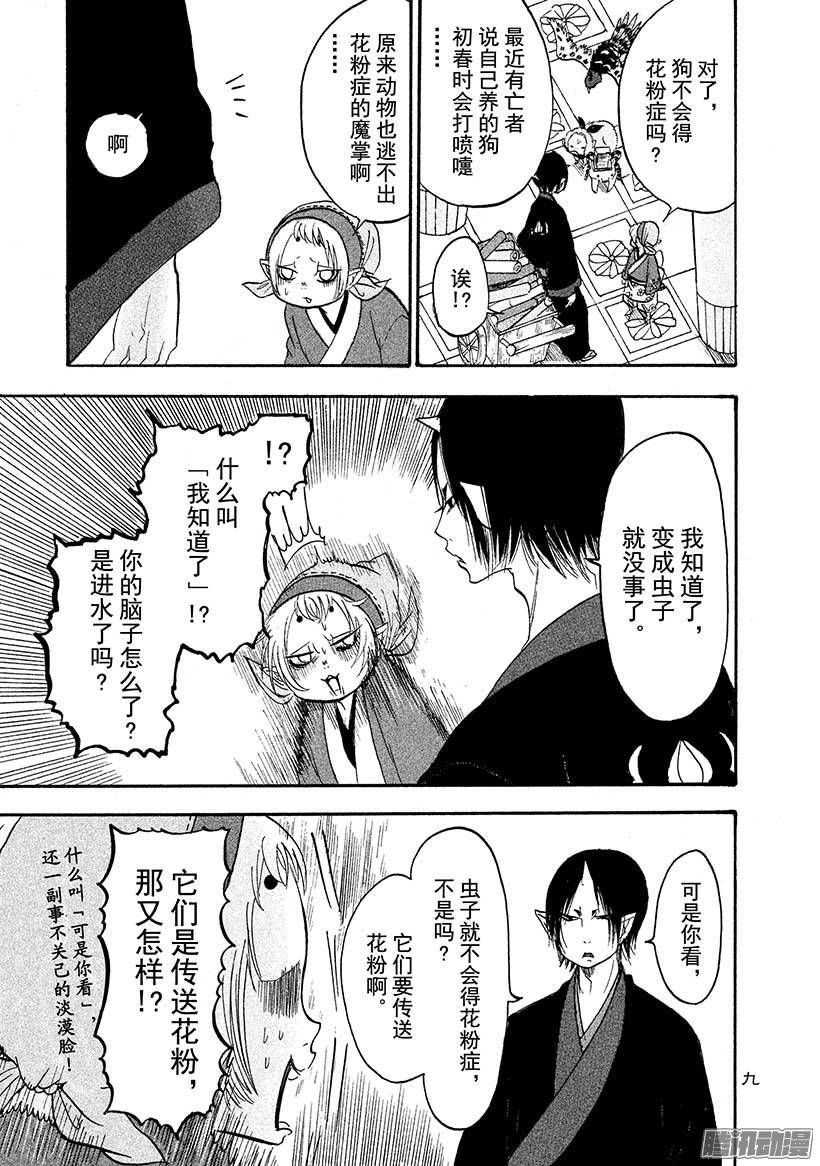 对了，
狗不会得
花粉症吗？
最近有亡者
说自己养的狗
初春时会打喷嚏
……
诶!?
原来动物也逃不出
花粉症的魔掌啊
……
啊
我知道了，
变成虫子
就没事了。
!?
什么叫
「我知道了」!?
你的脑子怎么了？
是进水了吗？
可是你看，
虫子就不会得花粉症，
不是吗？
它们要传送
花粉啊。
它们是传送花粉，
那又怎样!?
什么叫「可是你看」，
还一副事不关己的淡漠脸！
九
腾讯动漫